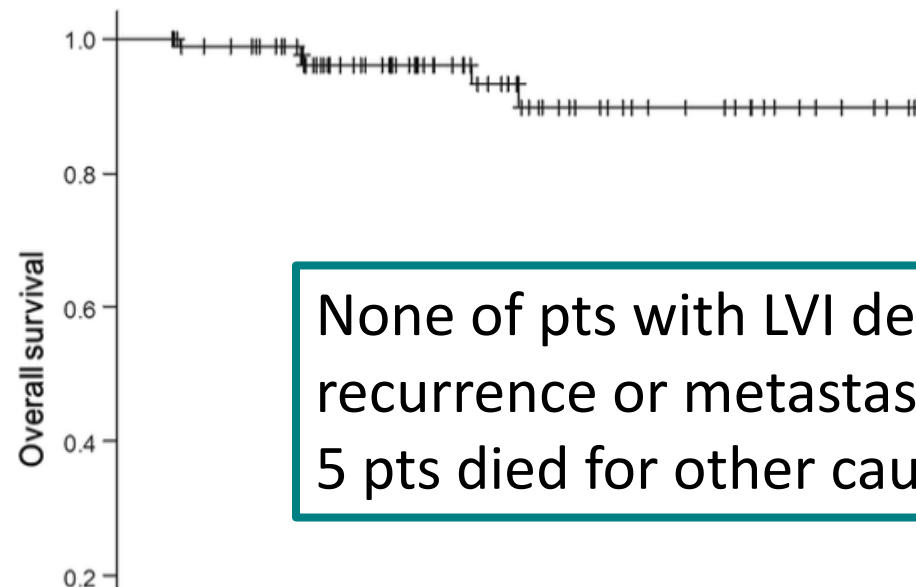 1.0
0.8
0.6
0.4
0.2
Overall survival
None of pts with LVI de
recurrence or metastas
5 pts died for other cau